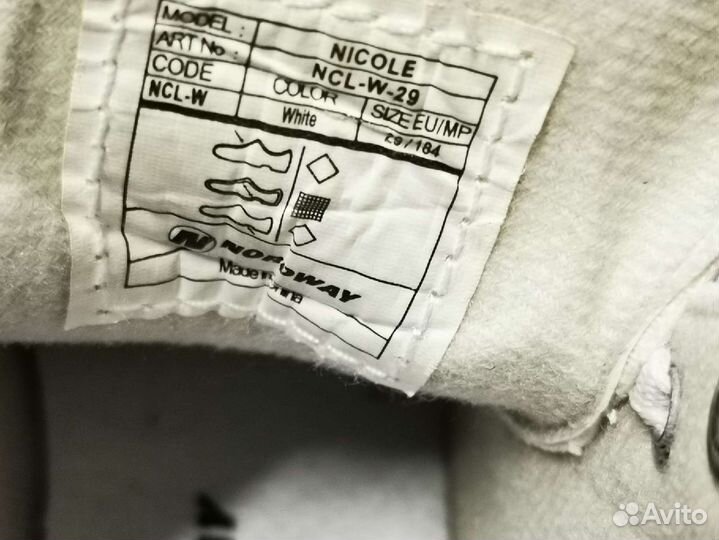 MODEL : NICOLE
ART No : NCL-W-29
CODE COLOR SIZE EU/MP
NCL-W White 29/184
N NORDWAY
Made in China
Avito